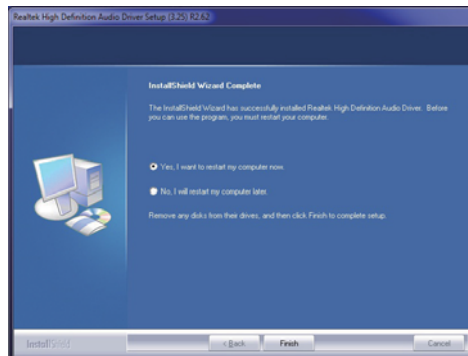 Realtek High Definition Audio Driver Setup (3.25) R2.62
InstallShield Wizard Complete
The InstallShield Wizard has successfully installed Realtek High Definition Audio Driver. Before
you can use the program, you must restart your computer.
Yes, I want to restart my computer now.
No, I will restart my computer later.
Remove any disks from their drives, and then click Finish to complete setup.
InstallShield
< Back
Finish
Cancel